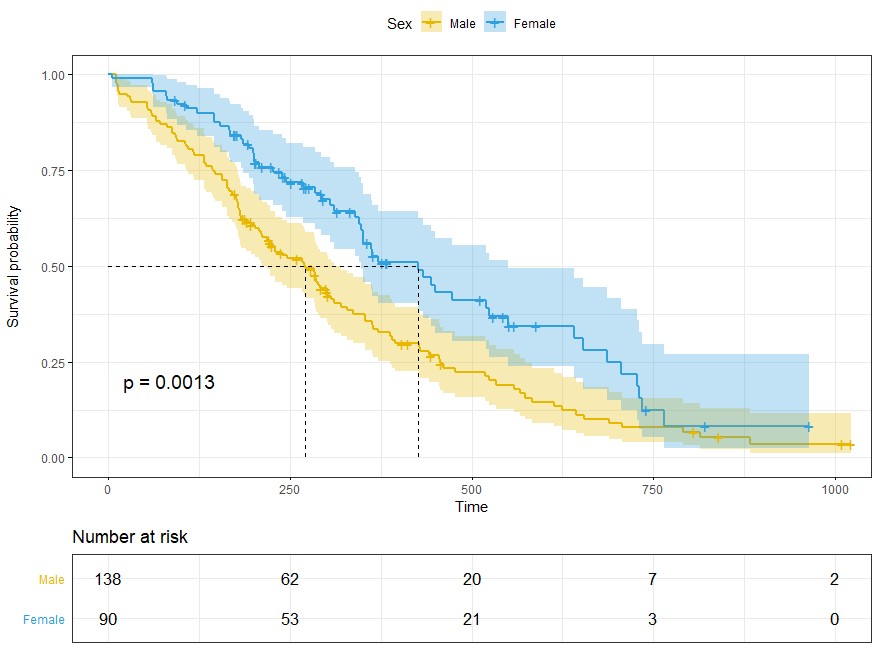 Sex Male Female
Survival probability
1.00
0.75
0.50
0.25
0.00
p = 0.0013
0 250 500 750 1000
Time
Number at risk
Male 138 62 20 7 2
Female 90 53 21 3 0